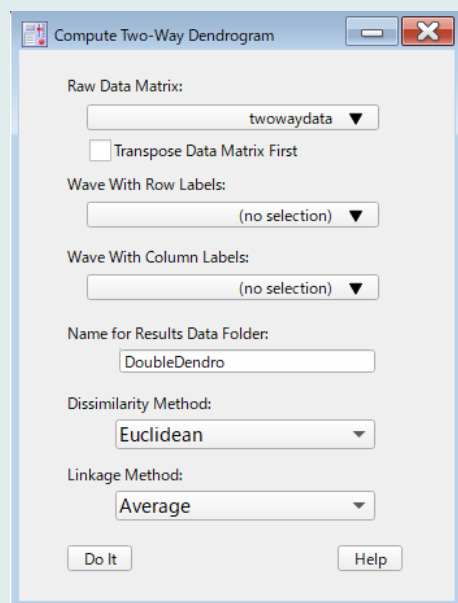 Compute Two-Way Dendrogram
Raw Data Matrix:
twowaydata
Transpose Data Matrix First
Wave With Row Labels:
(no selection)
Wave With Column Labels:
(no selection)
Name for Results Data Folder:
DoubleDendro
Dissimilarity Method:
Euclidean
Linkage Method:
Average
Do It Help